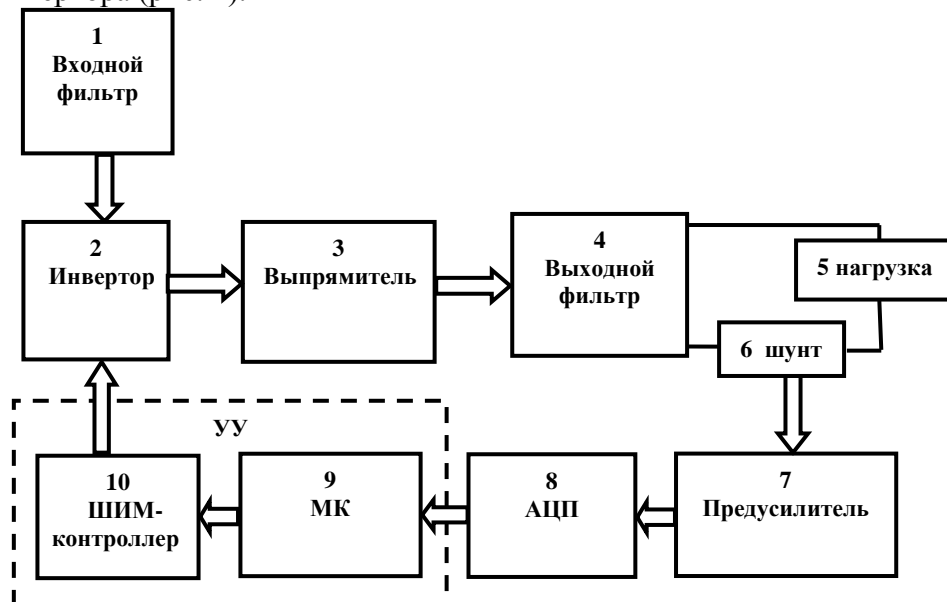 1
Входной
фильтр
2
Инвертор
3
Выпрямитель
4
Выходной
фильтр
5 нагрузка
6 шунт
УУ
10
ШИМ-
контроллер
9
МК
8
АЦП
7
Предусилитель